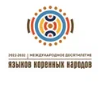 2022-2032 | МЕЖДУНАРОДНОЕ ДЕСЯТИЛЕТИЕ
ЯЗЫКОВ КОРЕННЫХ НАРОДОВ